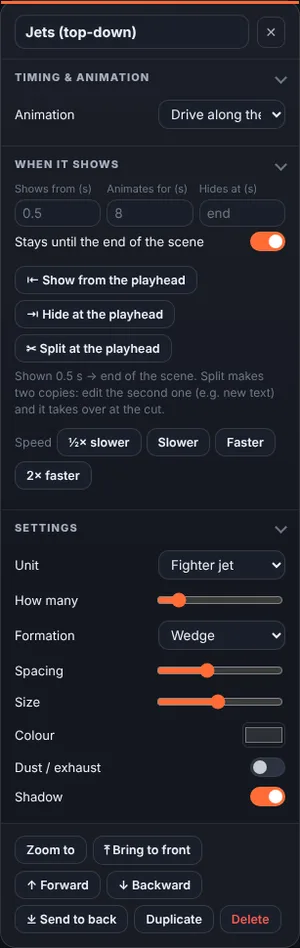 Jets (top-down)
TIMING & ANIMATION
Animation Drive along the
WHEN IT SHOWS
Shows from (s) Animates for (s) Hides at (s)
0.5 8 end
Stays until the end of the scene
⇤ Show from the playhead
⇥ Hide at the playhead
✂ Split at the playhead
Shown 0.5 s → end of the scene. Split makes
two copies: edit the second one (e.g. new text)
and it takes over at the cut.
Speed ½× slower Slower Faster
2× faster
SETTINGS
Unit Fighter jet
How many
Formation Wedge
Spacing
Size
Colour
Dust / exhaust
Shadow
Zoom to ⤒ Bring to front
↑ Forward ↓ Backward
⤓ Send to back Duplicate Delete